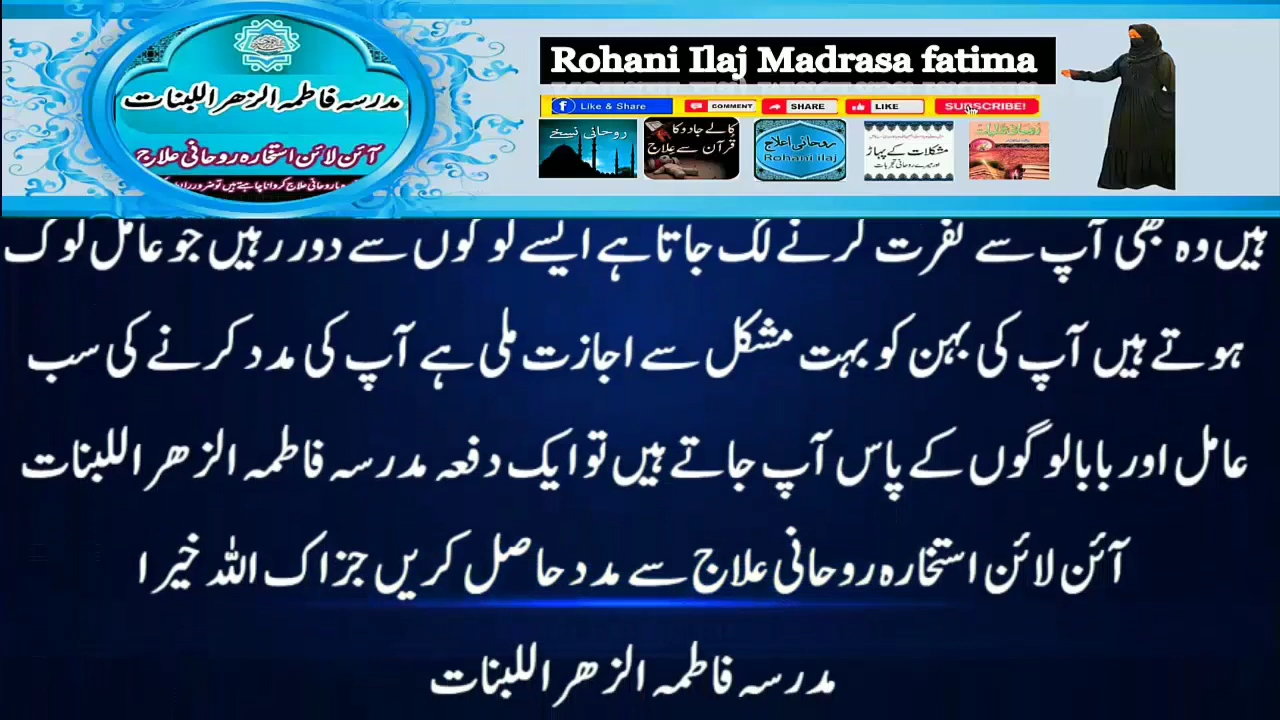 مدرسہ فاطمہ الزھرا للبنات
آئن لائن استخارہ روحانی علاج
Rohani Ilaj Madrasa fatima
Like & Share
COMMENT
SHARE
LIKE
SUBSCRIBE!
روحانی نسخے
کالے جادو کا
قرآن سے علاج
روحانی علاج
Rohani ilaj
مشکلات کے پہاڑ
ہیں وہ بھی آپ سے نفرت کرنے لگ جاتا ہے ایسے لوگوں سے دور رہیں جو عامل لوگ
ہوتے ہیں آپ کی بہن کو بہت مشکل سے اجازت ملی ہے آپ کی مدد کرنے کی سب
عامل اور بابا لوگوں کے پاس آپ جاتے ہیں تو ایک دفعہ مدرسہ فاطمہ الزھرا للبنات
آئن لائن استخارہ روحانی علاج سے مدد حاصل کریں جزاک اللہ خیرا
مدرسہ فاطمہ الزھرا للبنات